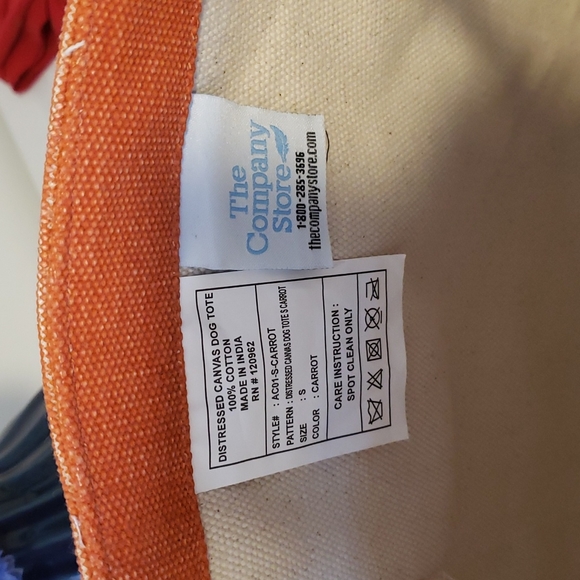 The
Company
Store
1-800-285-3696
thecompanystore.com
DISTRESSED CANVAS DOG TOTE
100% COTTON
MADE IN INDIA
RN # 120962
STYLE# : AC01-S-CARROT
PATTERN : DISTRESSED CANVAS DOG TOTE S CARROT
SIZE : S
COLOR : CARROT
CARE INSTRUCTION :
SPOT CLEAN ONLY